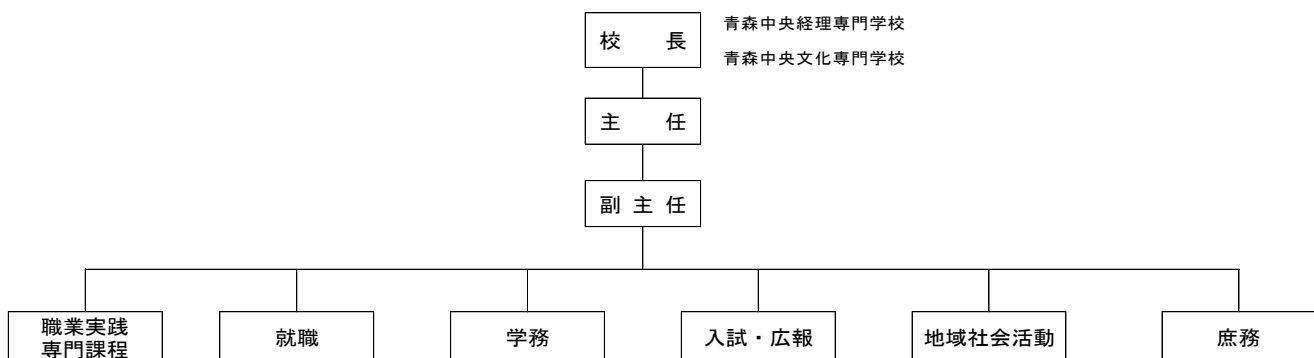 校　長
青森中央経理専門学校
青森中央文化専門学校
主　任
副 主 任
職業実践
専門課程
就職
学務
入試・広報
地域社会活動
庶務